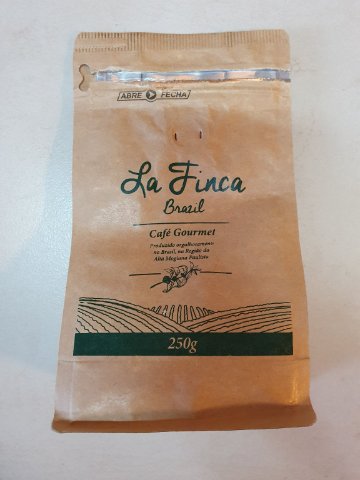 ABRE FECHA
La Finca
Brazil
Café Gourmet
Produzido orgulhosamente
no Brasil, na Região da
Alta Mogiana Paulista
250g